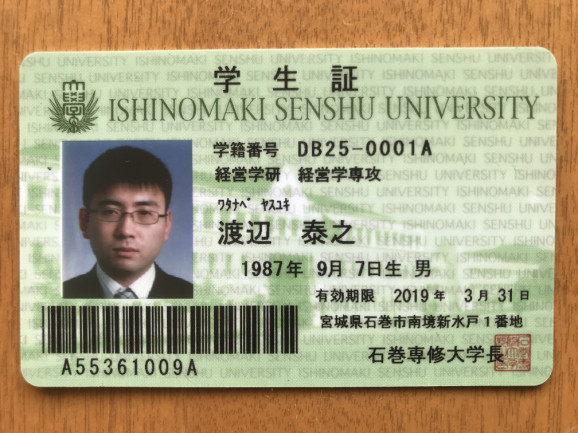 学生証
ISHINOMAKI SENSHU UNIVERSITY
学籍番号 DB25-0001A
経営学研 経営学専攻
ワタナベ ヤスユキ
渡辺 泰之
1987年 9月 7日生 男
有効期限 2019年 3月31日
宮城県石巻市南境新水戸1番地
石巻専修大学長
A55361009A